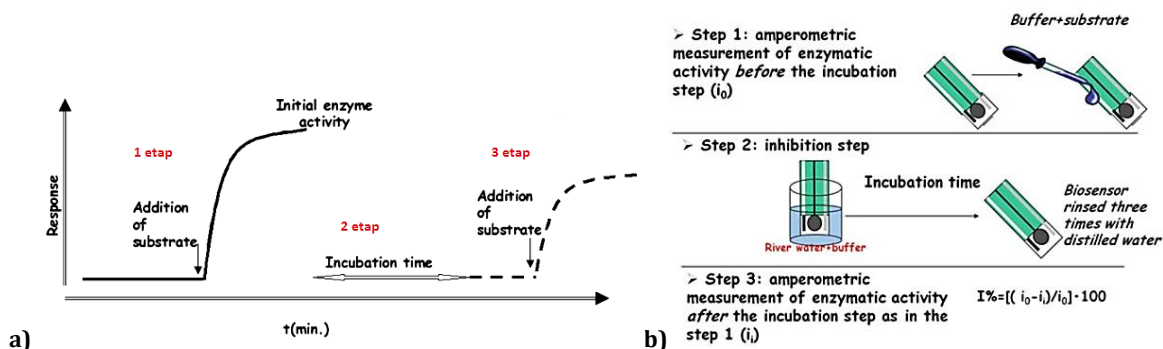 Response
Initial enzyme
activity
1 etap
Addition
of
substrate
2 etap
Incubation time
3 etap
Addition
of
substrate
t(min.)
a)
➢ Step 1: amperometric
measurement of enzymatic
activity before the incubation
step (i0)
Buffer+substrate
➢ Step 2: inhibition step
River water+buffer
Incubation time
Biosensor
rinsed three
times with
distilled water
➢ Step 3: amperometric
measurement of enzymatic activity
after the incubation step as in the
step 1 (ii)
I%=[( i0-ii)/i0]·100
b)